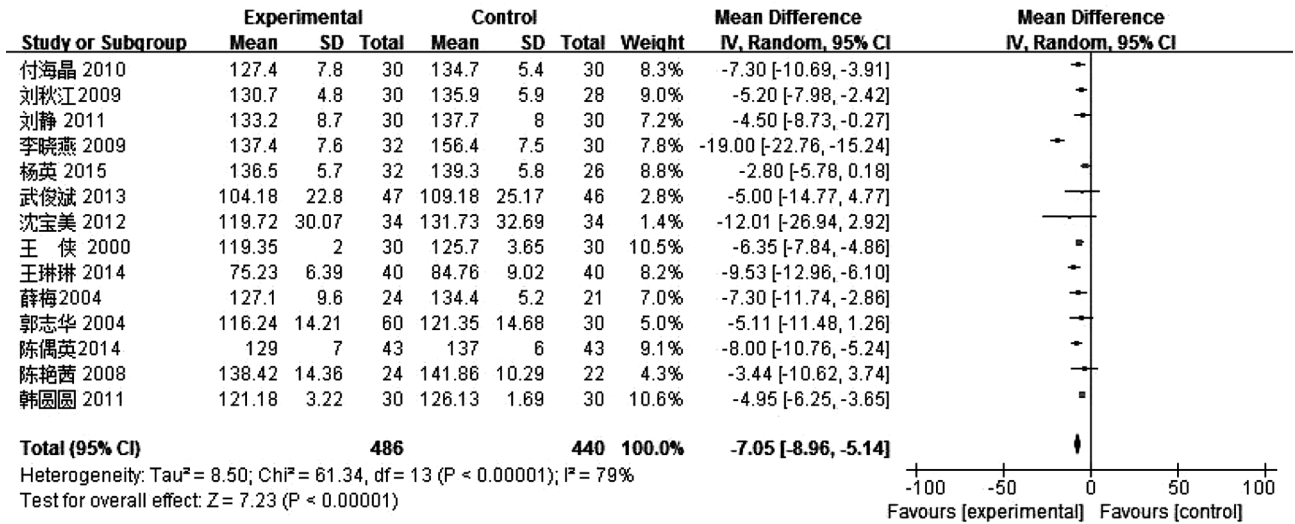 Experimental Control Mean Difference Mean Difference
Study or Subgroup Mean SD Total Mean SD Total Weight IV, Random, 95% CI IV, Random, 95% CI
付海晶 2010 127.4 7.8 30 134.7 5.4 30 8.3% -7.30 [-10.69, -3.91]
刘秋江2009 130.7 4.8 30 135.9 5.9 28 9.0% -5.20 [-7.98, -2.42]
刘静 2011 133.2 8.7 30 137.7 8 30 7.2% -4.50 [-8.73, -0.27]
李晓燕 2009 137.4 7.6 32 156.4 7.5 30 7.8% -19.00 [-22.76, -15.24]
杨英 2015 136.5 5.7 32 139.3 5.8 26 8.8% -2.80 [-5.78, 0.18]
武俊斌 2013 104.18 22.8 47 109.18 25.17 46 2.8% -5.00 [-14.77, 4.77]
沈宝美 2012 119.72 30.07 34 131.73 32.69 34 1.4% -12.01 [-26.94, 2.92]
王 侠 2000 119.35 2 30 125.7 3.65 30 10.5% -6.35 [-7.84, -4.86]
王琳琳 2014 75.23 6.39 40 84.76 9.02 40 8.2% -9.53 [-12.96, -6.10]
薛梅2004 127.1 9.6 24 134.4 5.2 21 7.0% -7.30 [-11.74, -2.86]
郭志华 2004 116.24 14.21 60 121.35 14.68 30 5.0% -5.11 [-11.48, 1.26]
陈偶英2014 129 7 43 137 6 43 9.1% -8.00 [-10.76, -5.24]
陈艳茜 2008 138.42 14.36 24 141.86 10.29 22 4.3% -3.44 [-10.62, 3.74]
韩圆圆 2011 121.18 3.22 30 126.13 1.69 30 10.6% -4.95 [-6.25, -3.65]
Total (95% CI) 486 440 100.0% -7.05 [-8.96, -5.14]
Heterogeneity: Tau² = 8.50; Chi² = 61.34, df = 13 (P < 0.00001); I² = 79%
Test for overall effect: Z = 7.23 (P < 0.00001)
-100 -50 0 50 100
Favours [experimental] Favours [control]